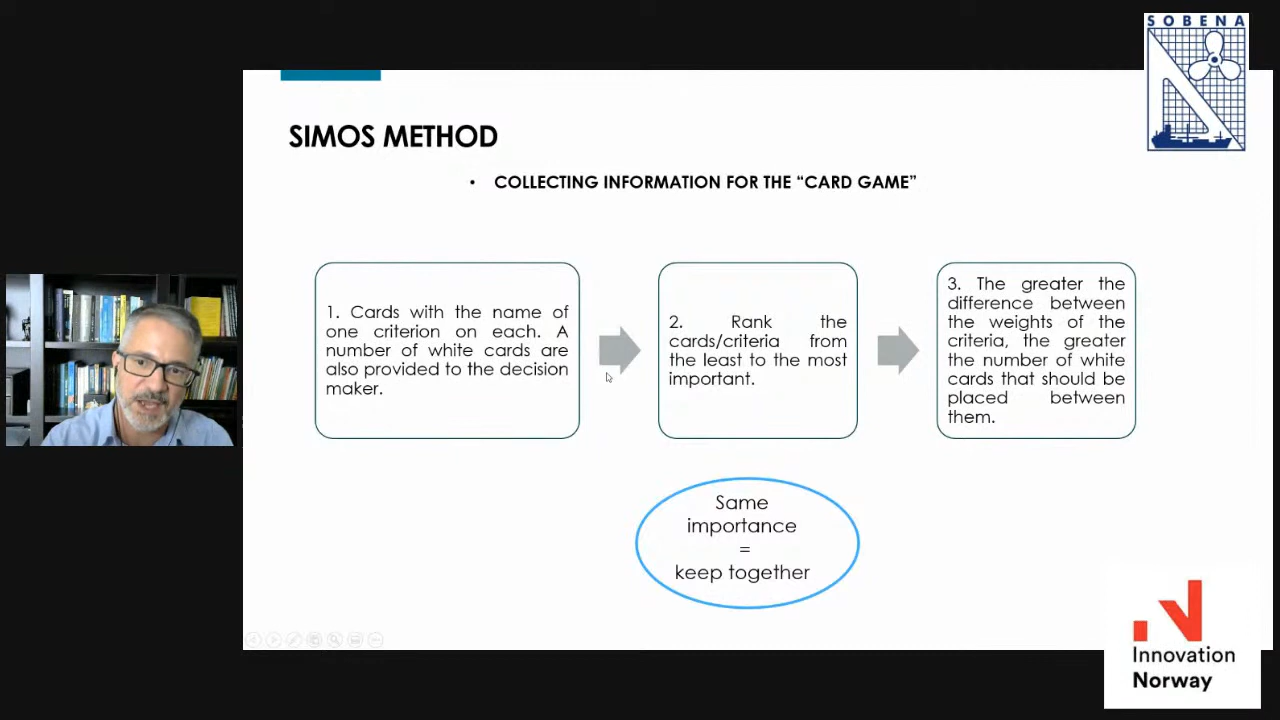 SOBENA
SIMOS METHOD
• COLLECTING INFORMATION FOR THE “CARD GAME”
1. Cards with the name of
one criterion on each. A
number of white cards are
also provided to the decision
maker.
2. Rank the
cards/criteria from
the least to the most
important.
3. The greater the
difference between
the weights of the
criteria, the greater
the number of white
cards that should be
placed between
them.
Same
importance
=
keep together
Innovation
Norway